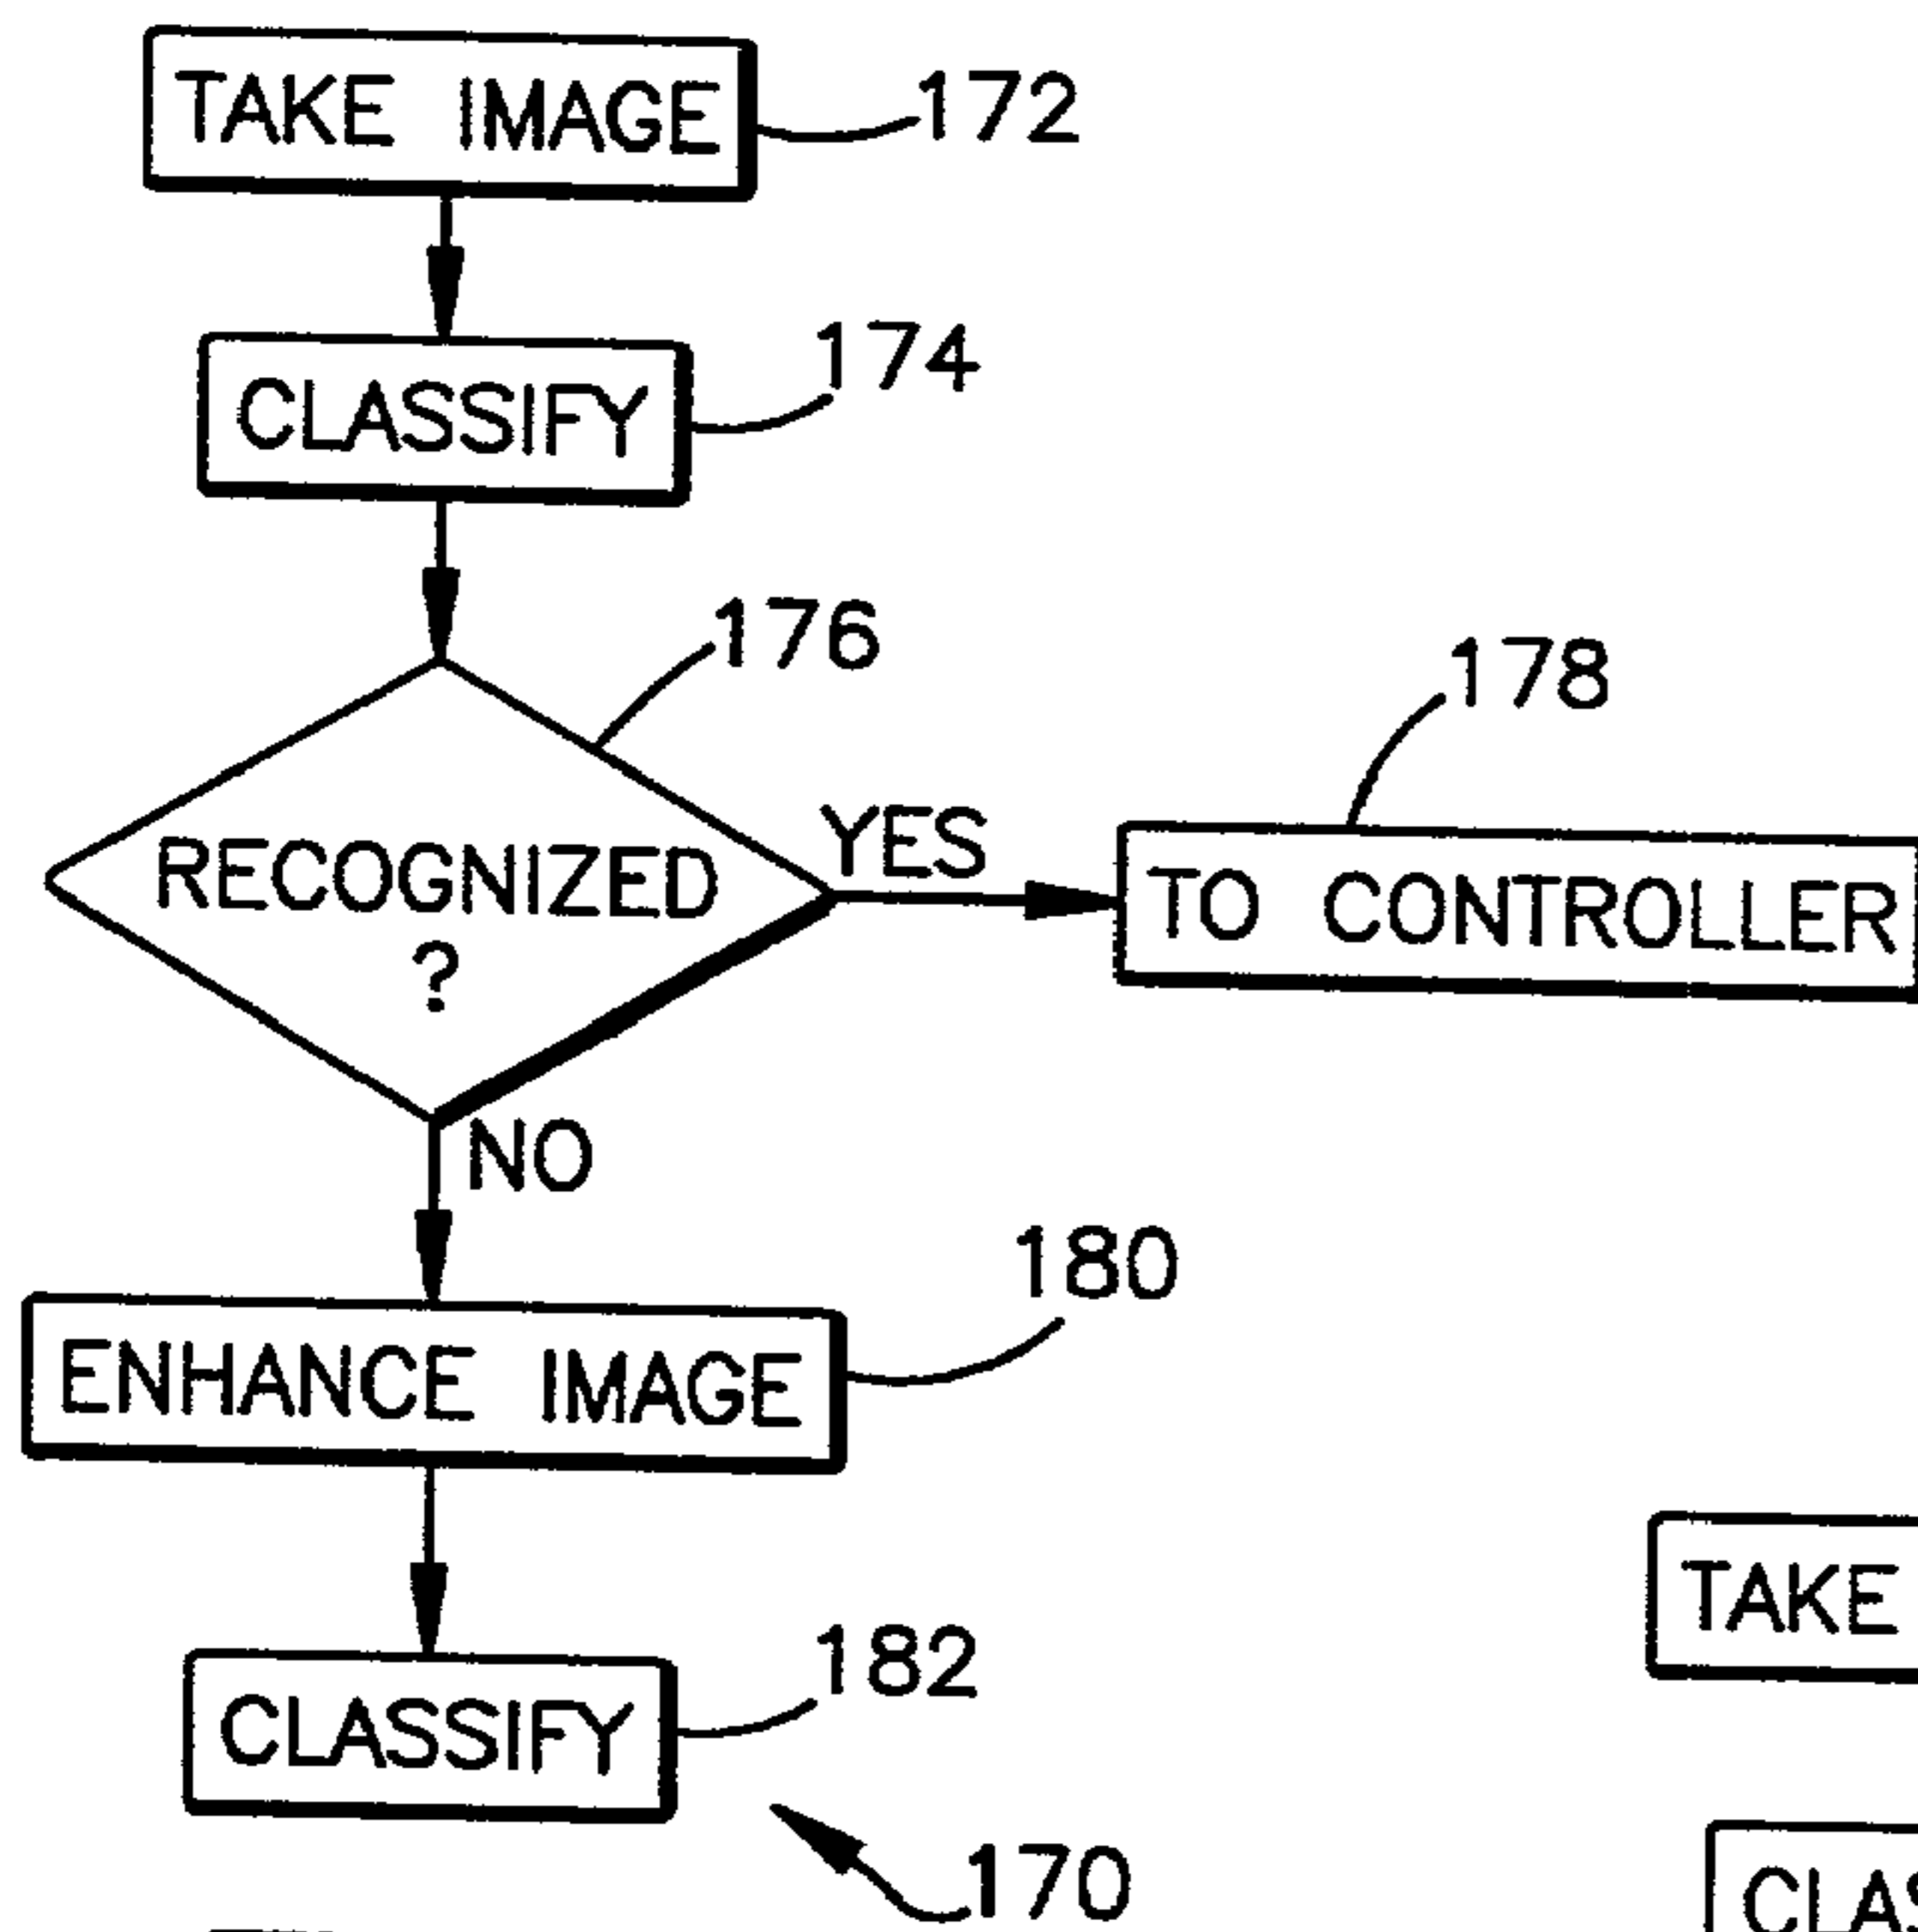 TAKE IMAGE
172
CLASSIFY
174
176
RECOGNIZED
?
YES
178
TO CONTROLLER
NO
ENHANCE IMAGE
180
CLASSIFY
182
170
TAKE